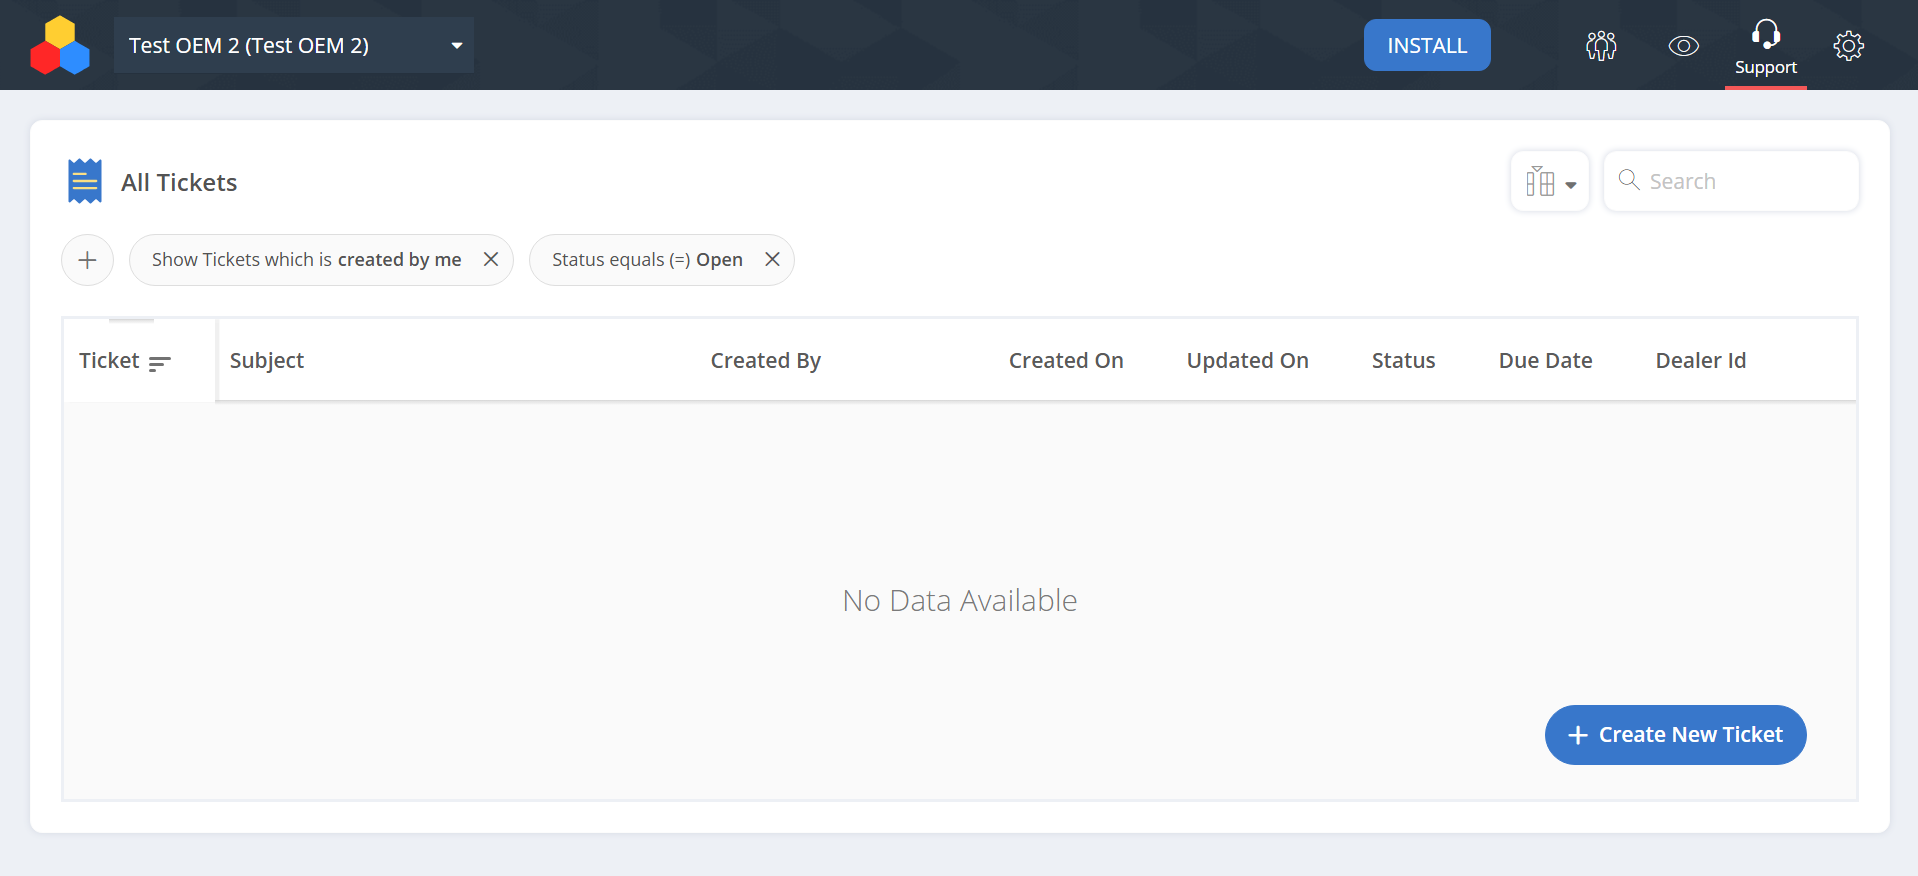 Test OEM 2 (Test OEM 2)
INSTALL
Support
All Tickets
Search
Show Tickets which is created by me
Status equals (=) Open
Ticket Subject Created By Created On Updated On Status Due Date Dealer Id
No Data Available
Create New Ticket